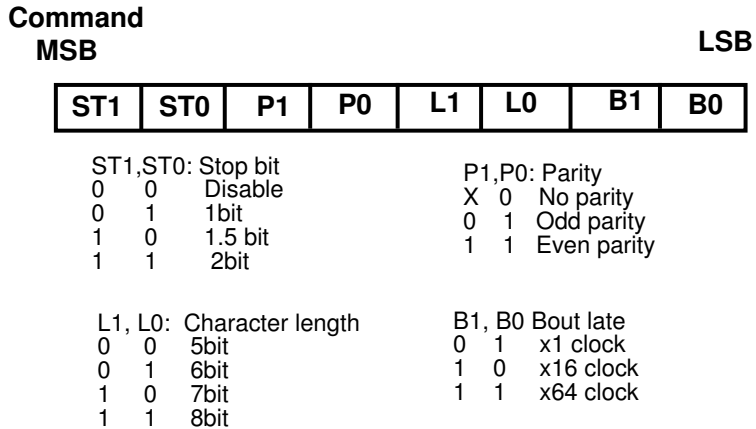 Command
MSB LSB
ST1 ST0 P1 P0 L1 L0 B1 B0
ST1,ST0: Stop bit
0 0 Disable
0 1 1bit
1 0 1.5 bit
1 1 2bit
P1,P0: Parity
X 0 No parity
0 1 Odd parity
1 1 Even parity
L1, L0: Character length
0 0 5bit
0 1 6bit
1 0 7bit
1 1 8bit
B1, B0 Bout late
0 1 x1 clock
1 0 x16 clock
1 1 x64 clock